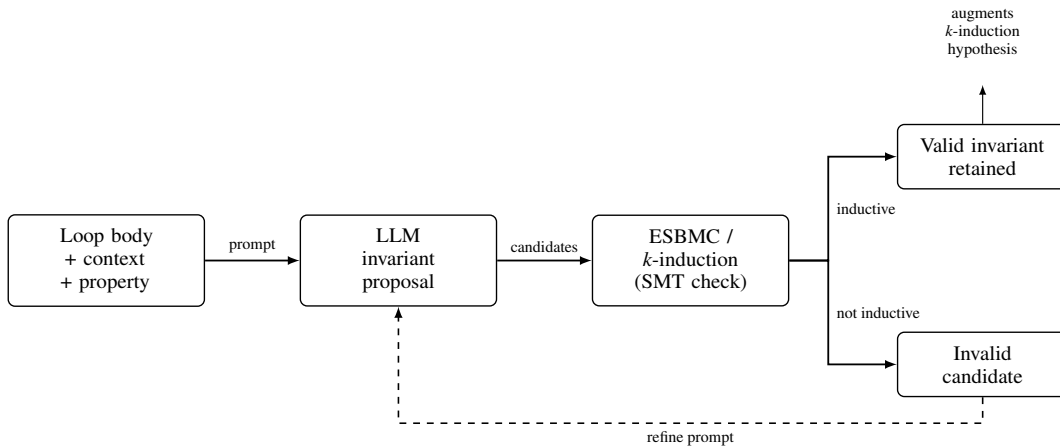 augments
k-induction
hypothesis
Valid invariant
retained
inductive
Loop body
+ context
+ property
prompt
LLM
invariant
proposal
candidates
ESBMC /
k-induction
(SMT check)
not inductive
Invalid
candidate
refine prompt